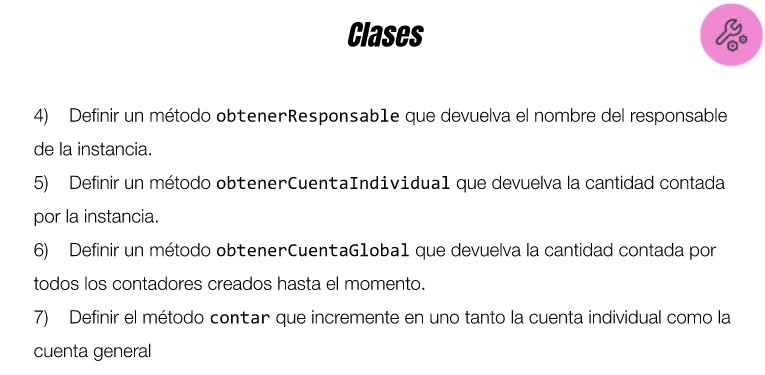 Clases
4) Definir un método obtenerResponsable que devuelva el nombre del responsable
de la instancia.
5) Definir un método obtenerCuentaIndividual que devuelva la cantidad contada
por la instancia.
6) Definir un método obtenerCuentaGlobal que devuelva la cantidad contada por
todos los contadores creados hasta el momento.
7) Definir el método contar que incremente en uno tanto la cuenta individual como la
cuenta general